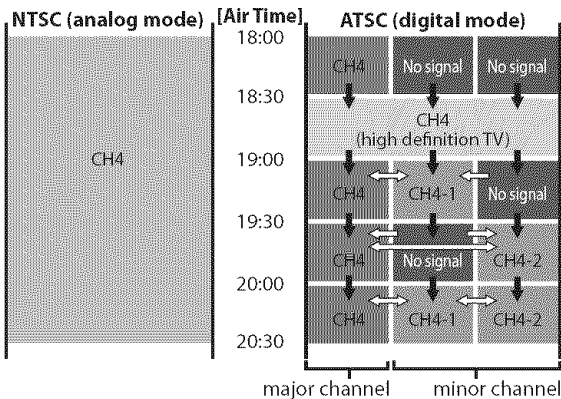 NTSC (analog mode) [Air Time] ATSC (digital mode)
18:00
CH4 No signal No signal
18:30
CH4
(high definition TV)
CH4
19:00
CH4 CH4-1 No signal
19:30
CH4 No signal CH4-2
20:00
CH4 CH4-1 CH4-2
20:30
major channel minor channel